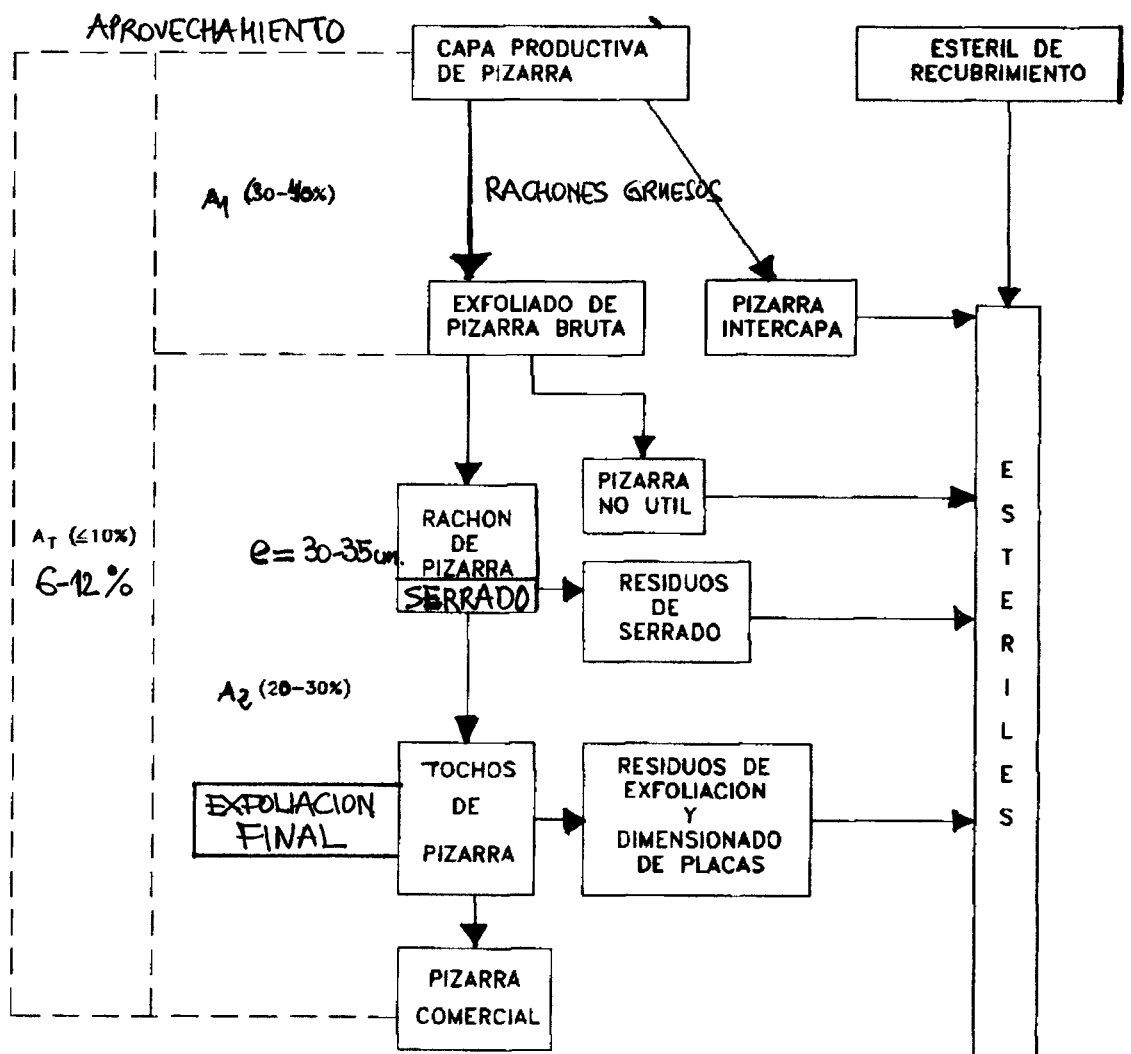 APROVECHAMIENTO
CAPA PRODUCTIVA
DE PIZARRA
ESTERIL DE
RECUBRIMIENTO
A1 (30-40%)
RACHONES GRUESOS
EXFOLIADO DE
PIZARRA BRUTA
PIZARRA
INTERCAPA
PIZARRA
NO UTIL
RACHON
DE
PIZARRA
SERRADO
e = 30-35 cm.
AT (≤10%)
6-12%
RESIDUOS
DE
SERRADO
A2 (20-30%)
TOCHOS
DE
PIZARRA
EXFOLIACION
FINAL
RESIDUOS DE
EXFOLIACION
Y
DIMENSIONADO
DE PLACAS
PIZARRA
COMERCIAL
E
S
T
E
R
I
L
E
S